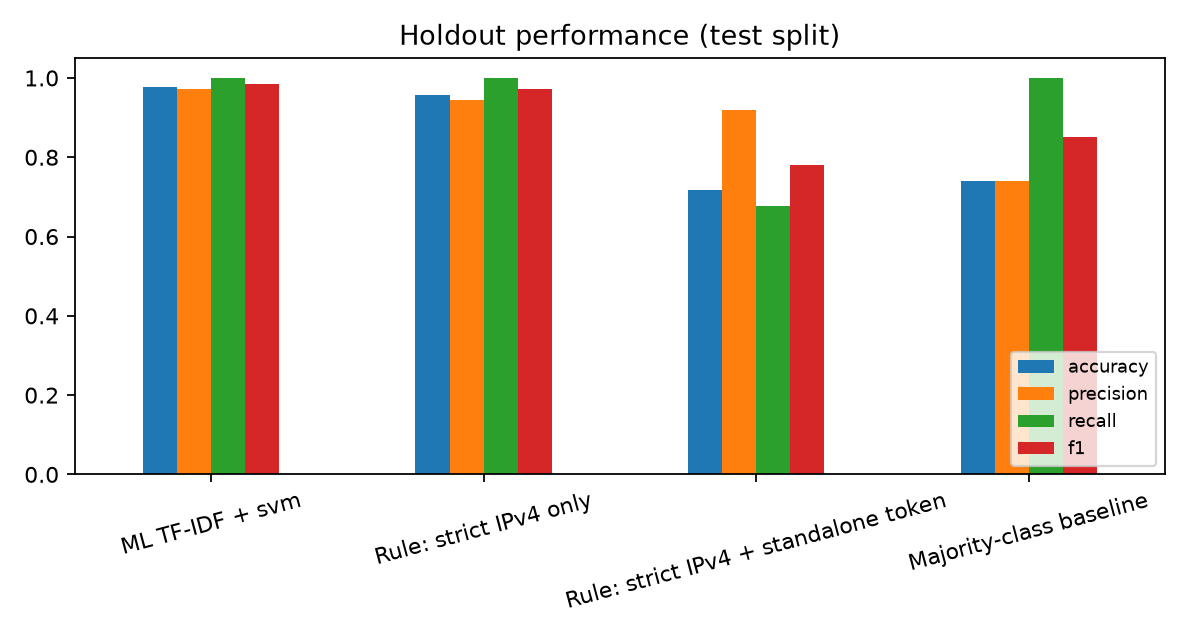 Holdout performance (test split)
1.0
0.8
0.6
0.4
0.2
0.0
accuracy
precision
recall
f1
ML TF-IDF + svm
Rule: strict IPv4 only
Rule: strict IPv4 + standalone token
Majority-class baseline